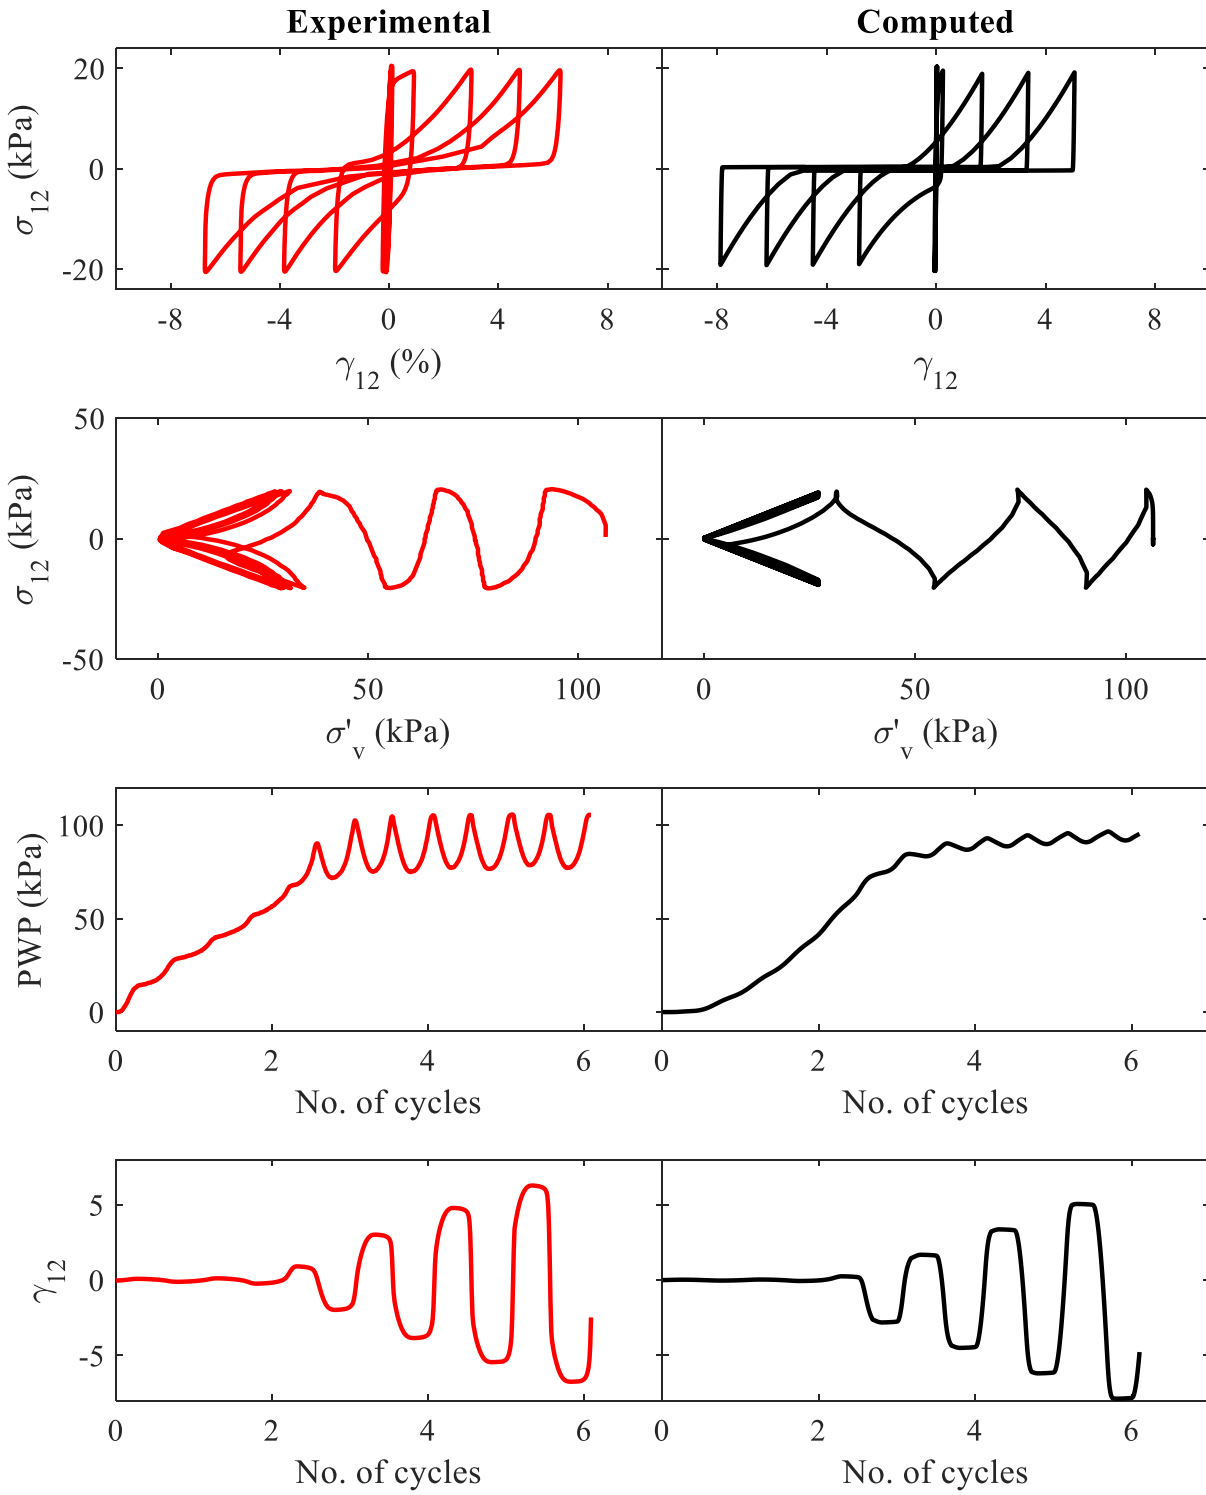 Experimental Computed
σ12 (kPa)
20
0
-20
-8 -4 0 4 8 -8 -4 0 4 8
γ12 (%) γ12
σ12 (kPa)
50
0
-50
0 50 100 0 50 100
σ'v (kPa) σ'v (kPa)
PWP (kPa)
100
50
0
0 2 4 6 0 2 4 6
No. of cycles No. of cycles
γ12
5
0
-5
0 2 4 6 0 2 4 6
No. of cycles No. of cycles